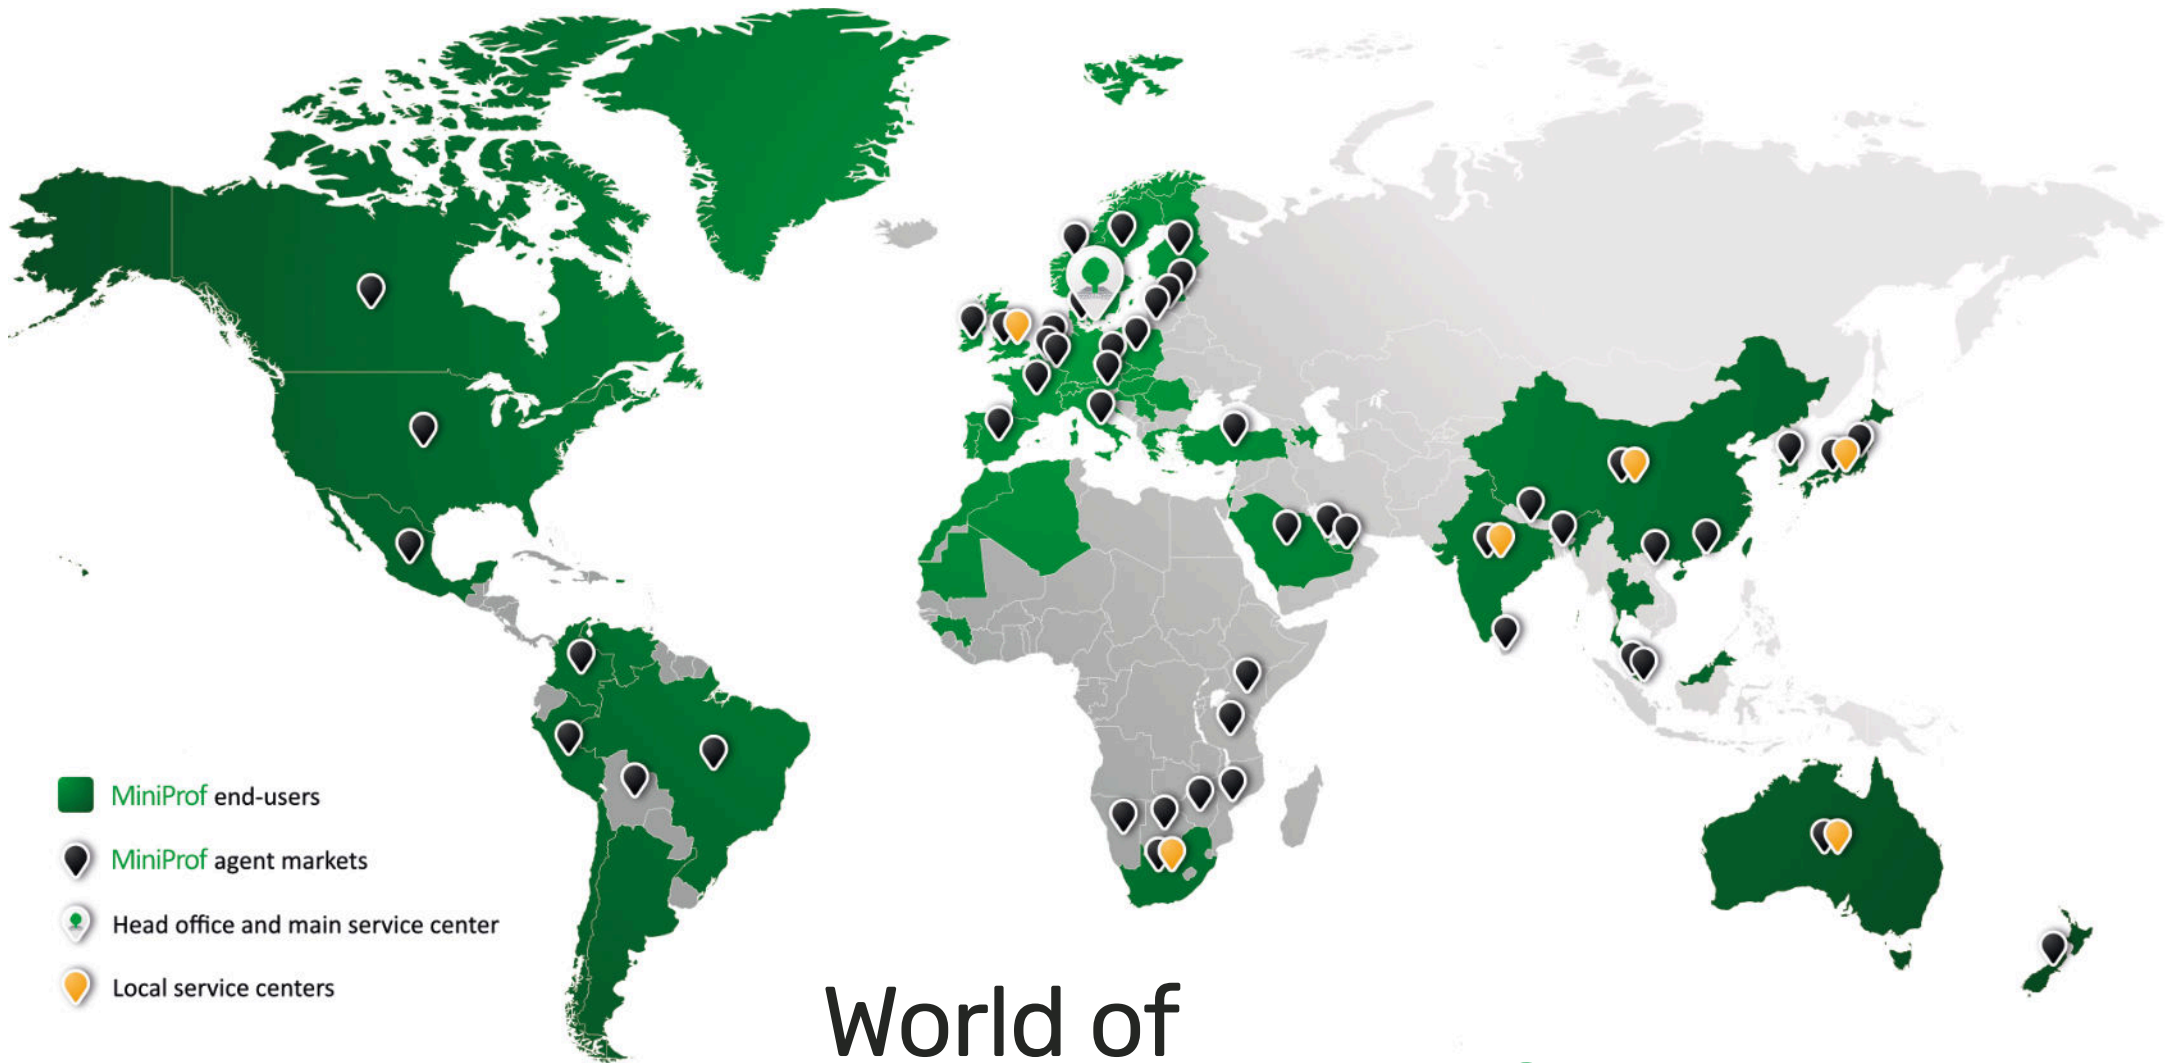 MiniProf end-users
MiniProf agent markets
Head office and main service center
Local service centers
World of